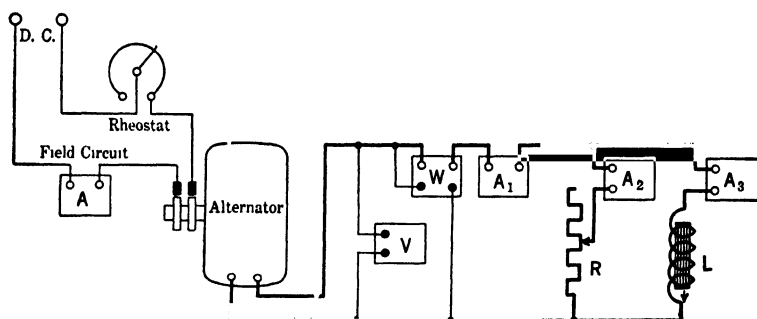 D. C.
Rheostat
Field Circuit
A
Alternator
W
A1
A2
A3
V
R
L